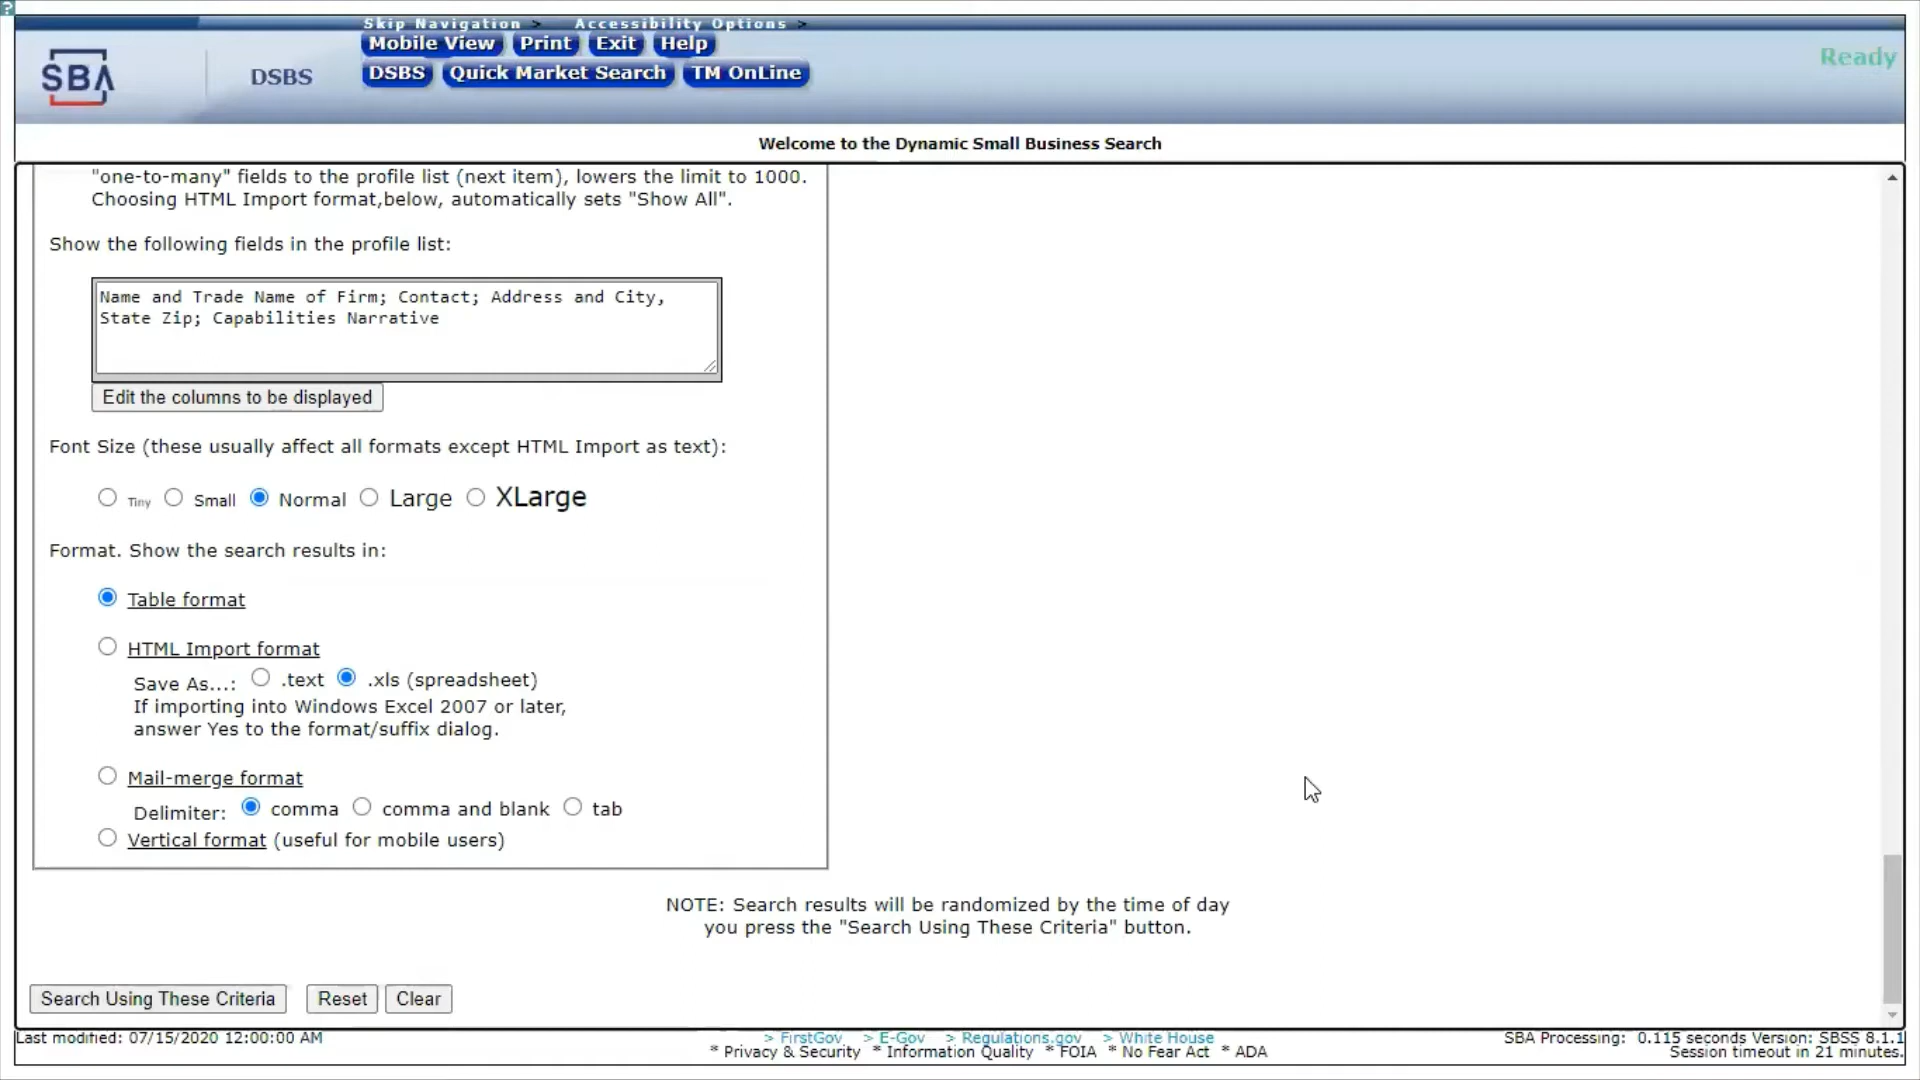 ?
Skip Navigation > Accessibility Options >
Mobile View Print Exit Help
SBA DSBS DSBS Quick Market Search TM OnLine
Ready
Welcome to the Dynamic Small Business Search
"one-to-many" fields to the profile list (next item), lowers the limit to 1000.
Choosing HTML Import format,below, automatically sets "Show All".
Show the following fields in the profile list:
Name and Trade Name of Firm; Contact; Address and City,
State Zip; Capabilities Narrative
Edit the columns to be displayed
Font Size (these usually affect all formats except HTML Import as text):
Tiny Small Normal Large XLarge
Format. Show the search results in:
Table format
HTML Import format
Save As...: .text .xls (spreadsheet)
If importing into Windows Excel 2007 or later,
answer Yes to the format/suffix dialog.
Mail-merge format
Delimiter: comma comma and blank tab
Vertical format (useful for mobile users)
NOTE: Search results will be randomized by the time of day
you press the "Search Using These Criteria" button.
Search Using These Criteria Reset Clear
Last modified: 07/15/2020 12:00:00 AM > FirstGov > E-Gov > Regulations.gov > White House SBA Processing: 0.115 seconds Version: SBSS 8.1.1
* Privacy & Security * Information Quality * FOIA * No Fear Act * ADA Session timeout in 21 minutes.